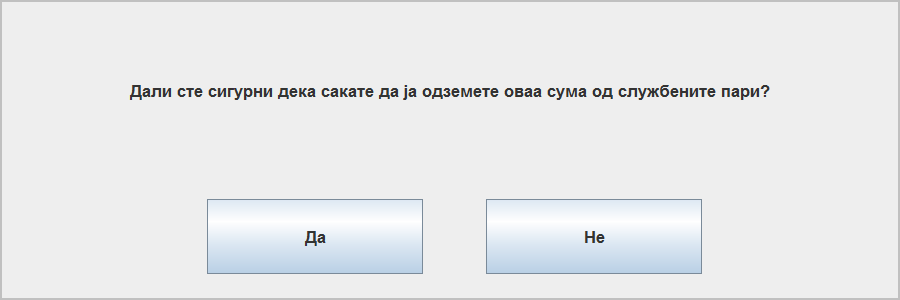 Дали сте сигурни дека сакате да ја одземете оваа сума од службените пари?
Да
Не